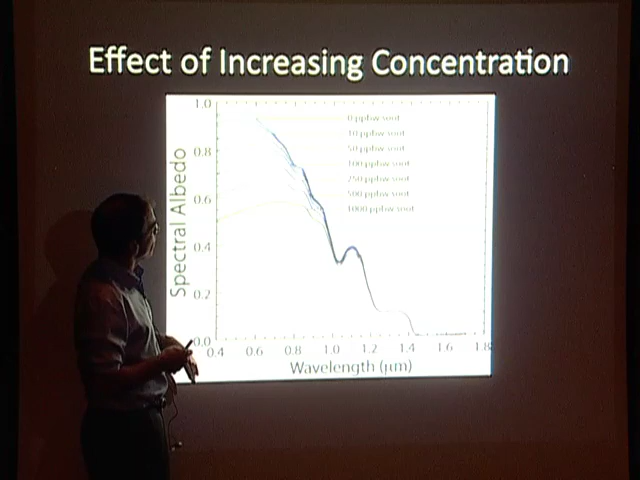 Effect of Increasing Concentration
1.0
0.8
0.6
0.4
0.2
0.0
Spectral Albedo
0 ppbw soot
10 ppbw soot
50 ppbw soot
100 ppbw soot
250 ppbw soot
500 ppbw soot
1000 ppbw soot
0.4 0.6 0.8 1.0 1.2 1.4 1.6 1.8
Wavelength (μm)